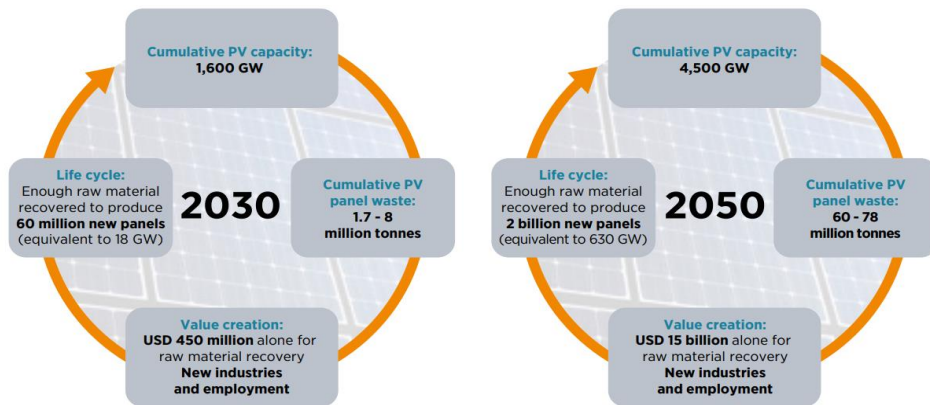 Cumulative PV capacity:
1,600 GW
Life cycle:
Enough raw material
recovered to produce
60 million new panels
(equivalent to 18 GW)
2030
Cumulative PV
panel waste:
1.7 - 8
million tonnes
Value creation:
USD 450 million alone for
raw material recovery
New industries
and employment
Cumulative PV capacity:
4,500 GW
Life cycle:
Enough raw material
recovered to produce
2 billion new panels
(equivalent to 630 GW)
2050
Cumulative PV
panel waste:
60 - 78
million tonnes
Value creation:
USD 15 billion alone for
raw material recovery
New industries
and employment